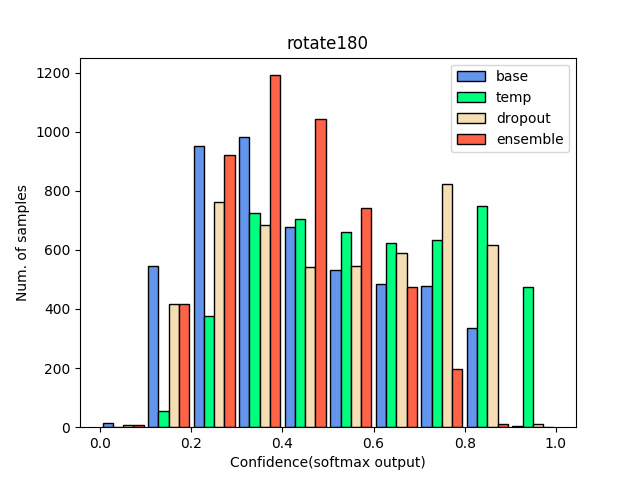 rotate180
base
temp
dropout
ensemble
Num. of samples
1200
1000
800
600
400
200
0
0.0 0.2 0.4 0.6 0.8 1.0
Confidence(softmax output)